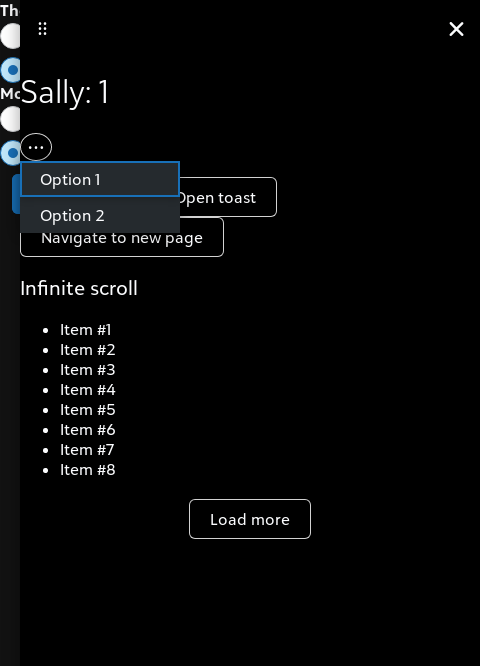 Th
Sally: 1
Option 1
Open toast
Option 2
Navigate to new page
Infinite scroll
Item #1
Item #2
Item #3
Item #4
Item #5
Item #6
Item #7
Item #8
Load more